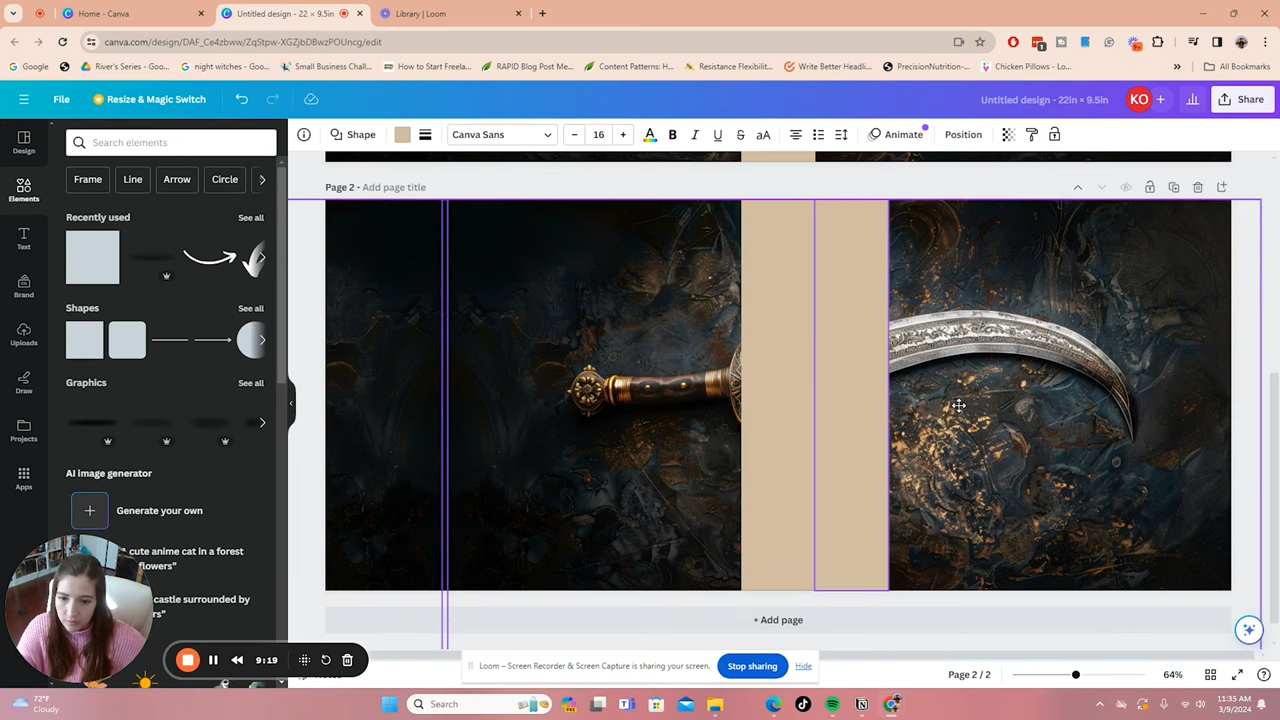 Home - Canva
Untitled design - 22 × 9.5in
Library | Loom
canva.com/design/DAF_Ce4zbww/ZqStpw-XGZjbDBwzPOUncg/edit
Google
River's Series - Goo...
night witches - Goo...
Small Business Chall...
How to Start Freela...
RAPID Blog Post Me...
Content Patterns: H...
Resistance Flexibilit...
Write Better Headli...
PrecisionNutrition-...
Chicken Pillows - Lo...
All Bookmarks
File
Resize & Magic Switch
Untitled design - 22in × 9.5in
KO
Share
Shape
Canva Sans
16
A
B
I
U
S
aA
Animate
Position
Design
Elements
Text
Brand
Uploads
Draw
Projects
Apps
Search elements
Frame
Line
Arrow
Circle
Recently used
See all
Shapes
See all
Graphics
See all
AI image generator
Generate your own
cute anime cat in a forest
flowers"
castle surrounded by
Page 2 - Add page title
+ Add page
9:19
Loom – Screen Recorder & Screen Capture is sharing your screen.
Stop sharing
Hide
Page 2 / 2
64%
72°F
Cloudy
Search
11:35 AM
3/9/2024